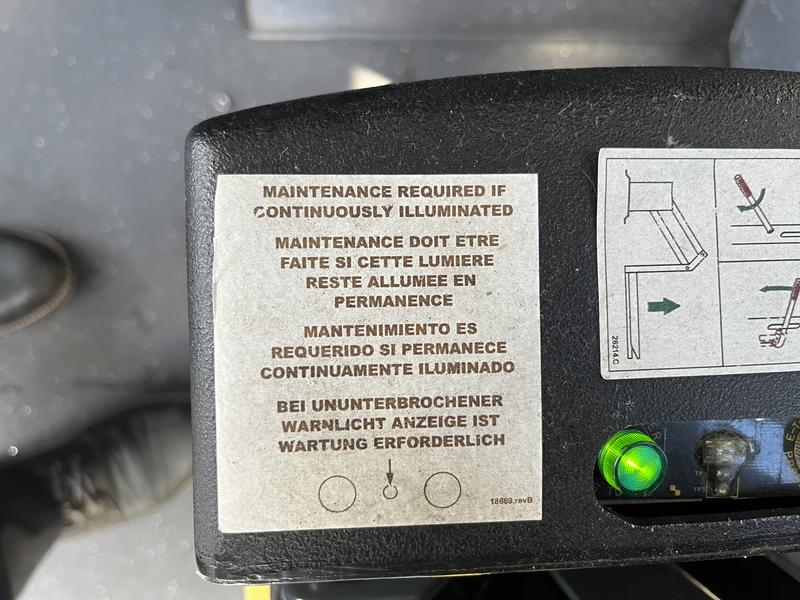 MAINTENANCE REQUIRED IF
CONTINUOUSLY ILLUMINATED
MAINTENANCE DOIT ETRE
FAITE SI CETTE LUMIERE
RESTE ALLUMEE EN
PERMANENCE
MANTENIMIENTO ES
REQUERIDO SI PERMANECE
CONTINUAMENTE ILUMINADO
BEI UNUNTERBROCHENER
WARNLICHT ANZEIGE IST
WARTUNG ERFORDERLICH
18669.revB
26214.C